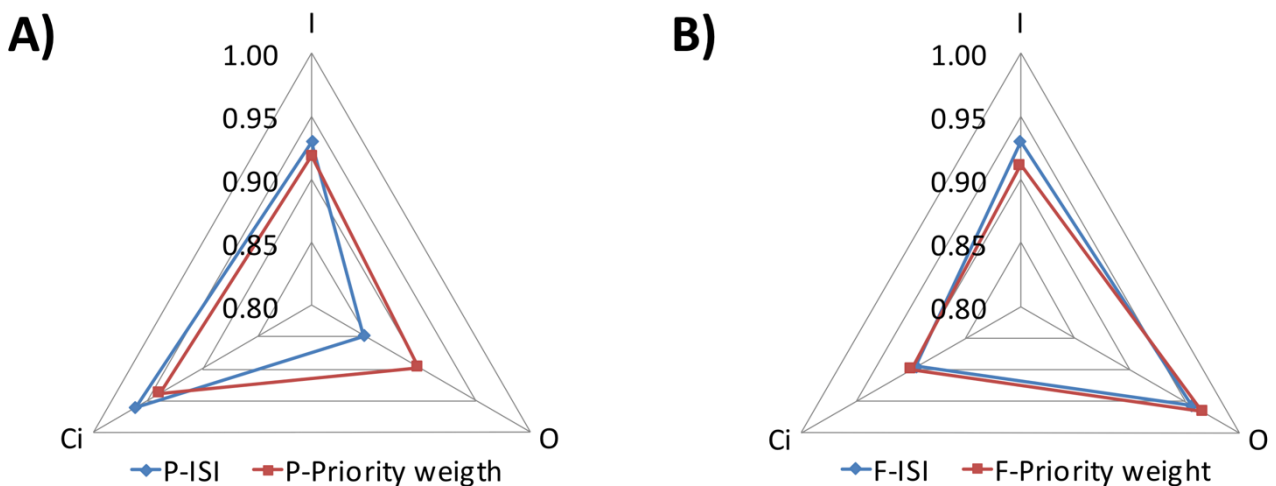 A)
I
1.00
0.95
0.90
0.85
0.80
Ci
O
P-ISI
P-Priority weigth
B)
I
1.00
0.95
0.90
0.85
0.80
Ci
O
F-ISI
F-Priority weight